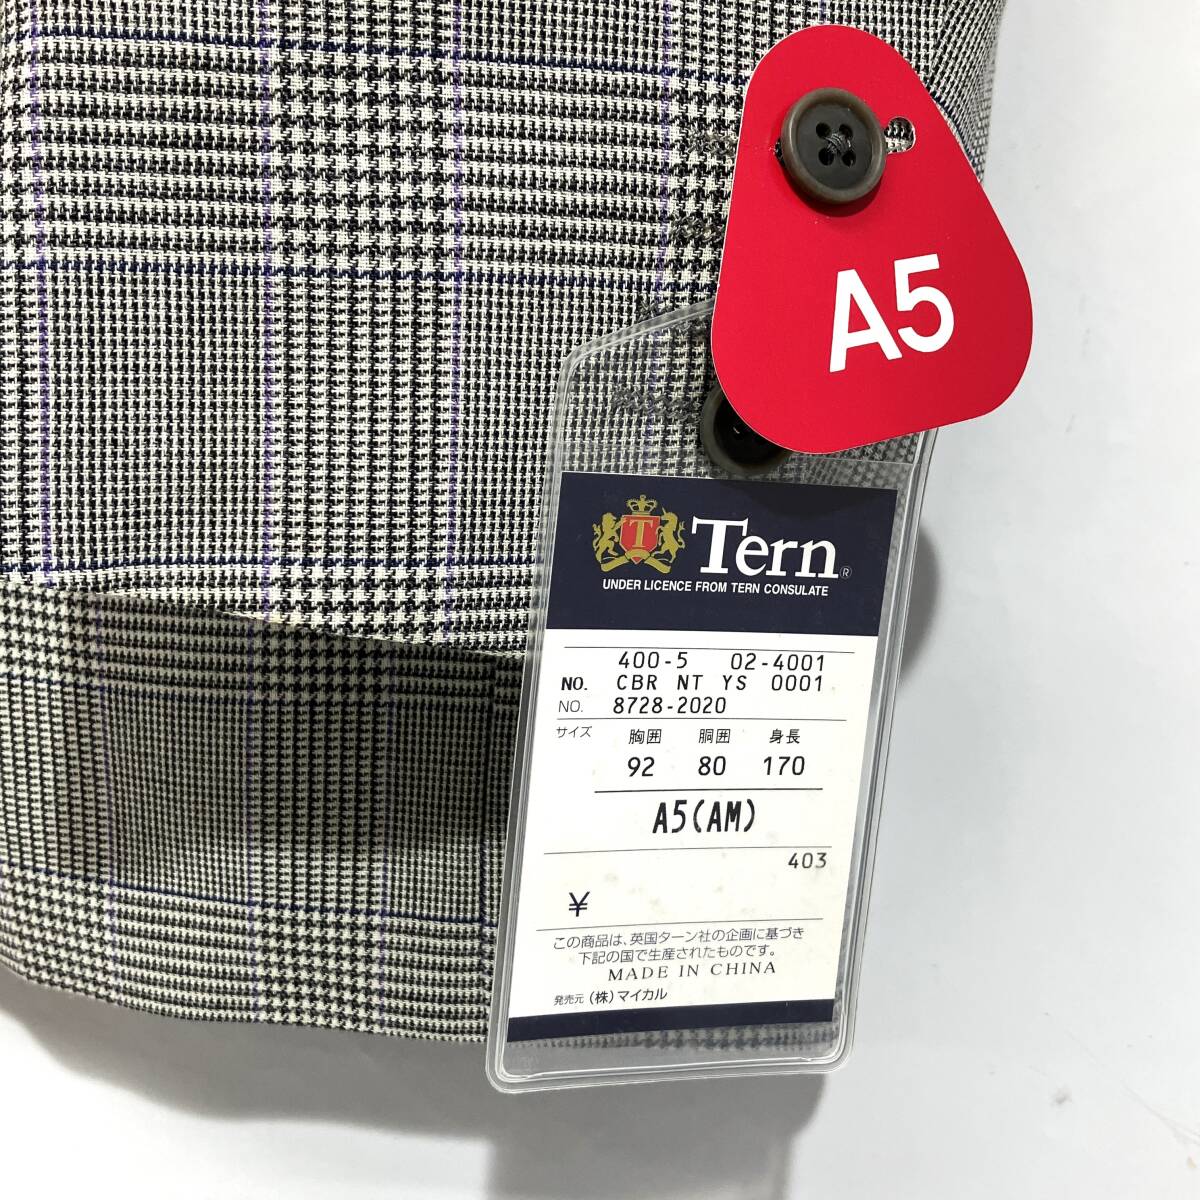 A5
T
Tern®
UNDER LICENCE FROM TERN CONSULATE
400-5 02-4001
NO. CBR NT YS 0001
NO. 8728-2020
サイズ 胸囲 胴囲 身長
92 80 170
A5(AM)
403
¥
この商品は、英国ターン社の企画に基づき
下記の国で生産されたものです。
MADE IN CHINA
発売元 (株)マイカル